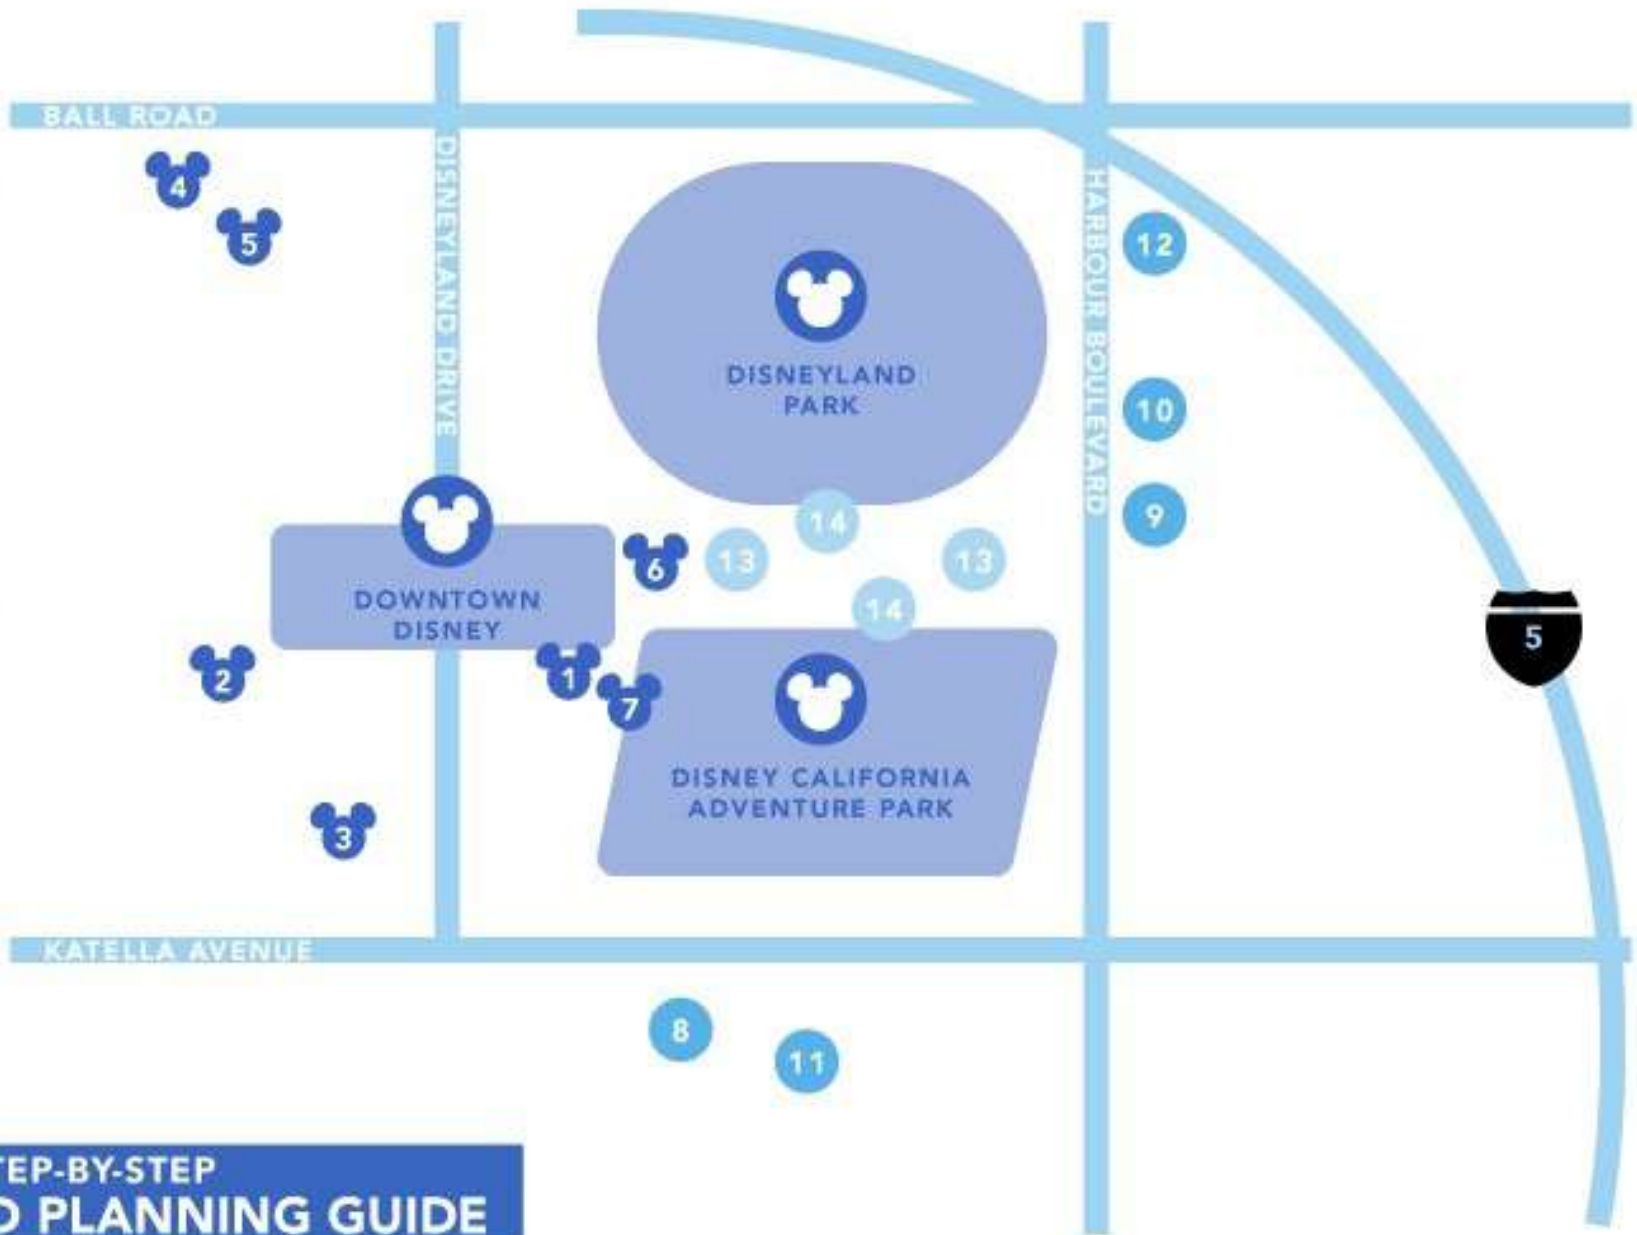 BALL ROAD
4
5
DISNEYLAND DRIVE
HARBOUR BOULEVARD
12
DISNEYLAND
PARK
10
9
14
13
13
6
DOWNTOWN
DISNEY
14
5
2
1
7
DISNEY CALIFORNIA
ADVENTURE PARK
3
KATELLA AVENUE
8
11
TEP-BY-STEP
D PLANNING GUIDE